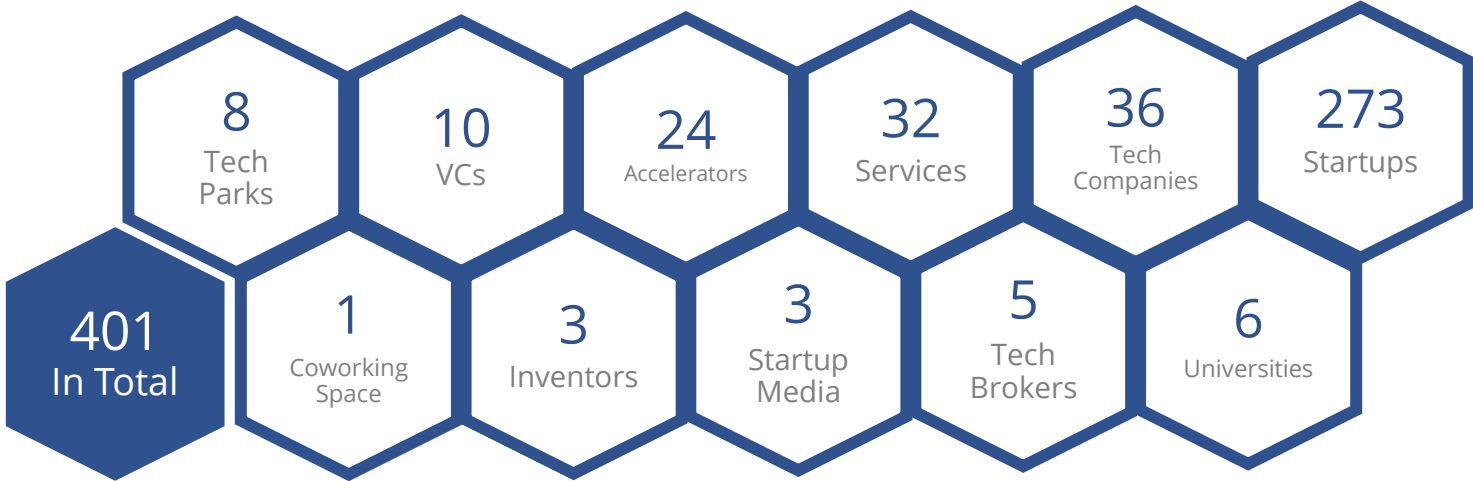 8
Tech
Parks
10
VCs
24
Accelerators
32
Services
36
Tech
Companies
273
Startups
401
In Total
1
Coworking
Space
3
Inventors
3
Startup
Media
5
Tech
Brokers
6
Universities